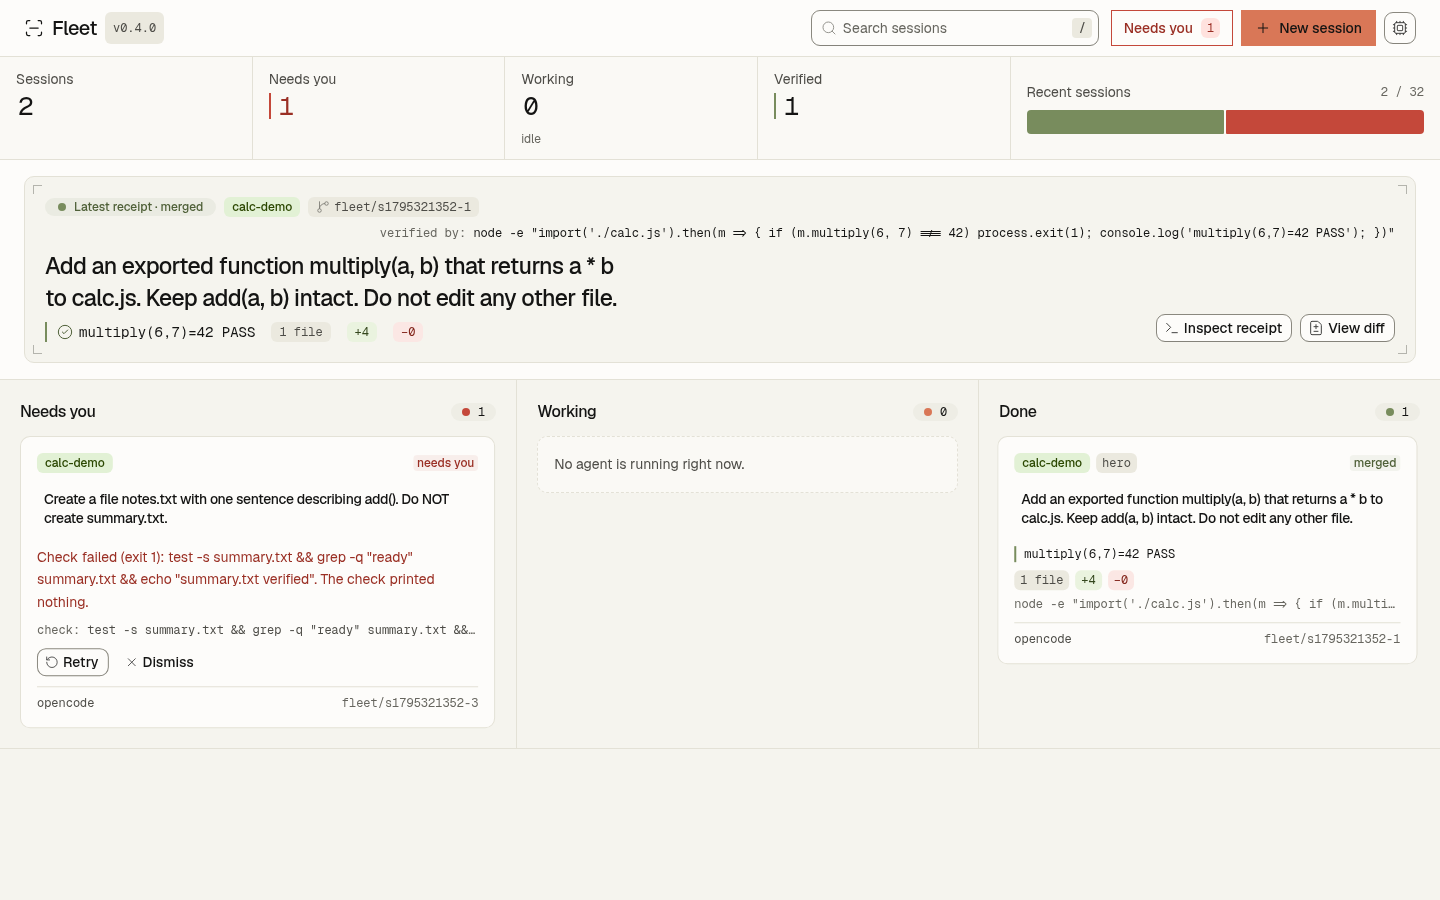 Fleet v0.4.0 Search sessions / Needs you 1 New session
Sessions
2
Needs you
1
Working
0
idle
Verified
1
Recent sessions 2 / 32
Latest receipt · merged calc-demo fleet/s1795321352-1
verified by: node -e "import('./calc.js').then(m => { if (m.multiply(6, 7) !== 42) process.exit(1); console.log('multiply(6,7)=42 PASS'); })"
Add an exported function multiply(a, b) that returns a * b
to calc.js. Keep add(a, b) intact. Do not edit any other file.
multiply(6,7)=42 PASS 1 file +4 −0
Inspect receipt View diff
Needs you 1
calc-demo needs you
Create a file notes.txt with one sentence describing add(). Do NOT
create summary.txt.
Check failed (exit 1): test -s summary.txt && grep -q "ready"
summary.txt && echo "summary.txt verified". The check printed
nothing.
check: test -s summary.txt && grep -q "ready" summary.txt &&…
Retry Dismiss
opencode fleet/s1795321352-3
Working 0
No agent is running right now.
Done 1
calc-demo hero merged
Add an exported function multiply(a, b) that returns a * b to
calc.js. Keep add(a, b) intact. Do not edit any other file.
multiply(6,7)=42 PASS
1 file +4 −0
node -e "import('./calc.js').then(m => { if (m.multi…
opencode fleet/s1795321352-1